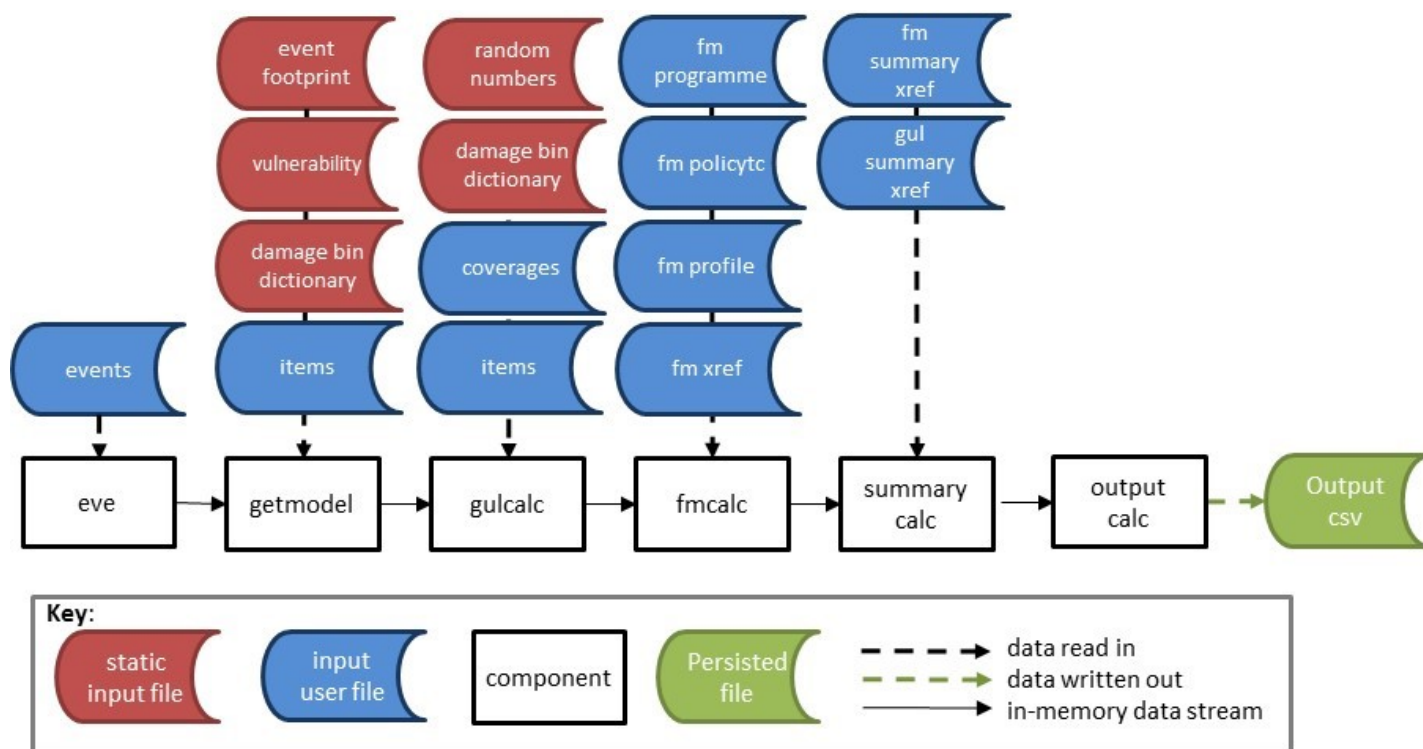 event
footprint
random
numbers
fm
programme
fm
summary
xref
vulnerability
damage bin
dictionary
fm policytc
gul
summary
xref
damage bin
dictionary
coverages
fm profile
events
items
items
fm xref
eve
getmodel
gulcalc
fmcalc
summary
calc
output
calc
Output
csv
Key:
static
input file
input
user file
component
Persisted
file
data read in
data written out
in-memory data stream